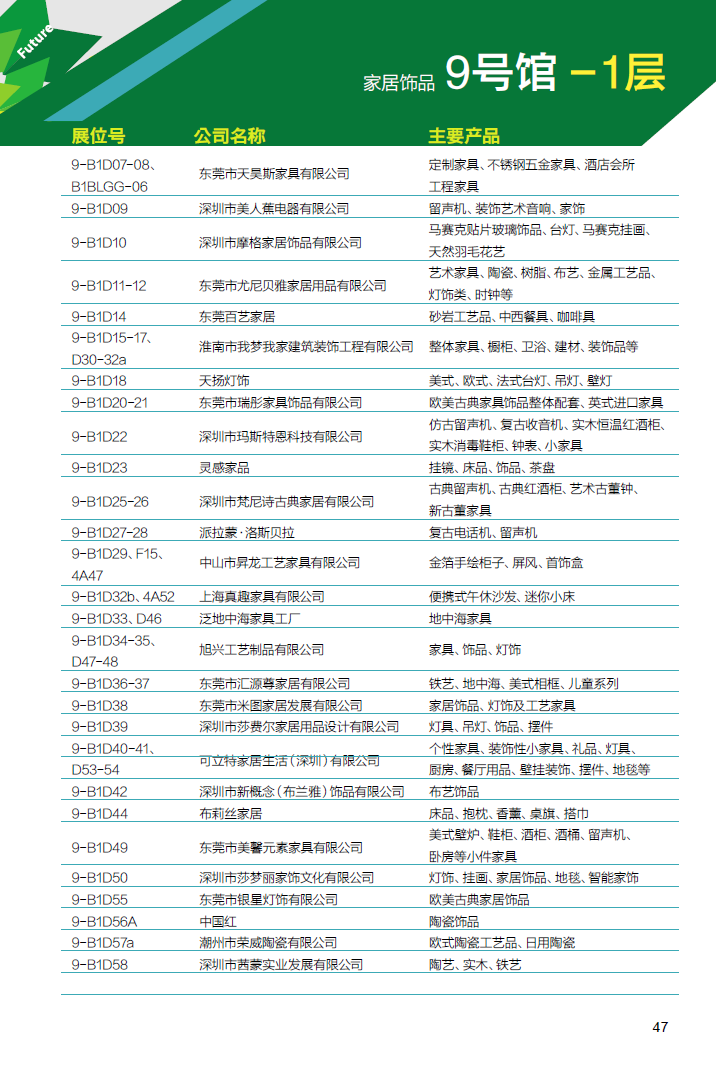 Future
家居饰品 9号馆 -1层
展位号 公司名称 主要产品
9-B1D07-08、 定制家具、不锈钢五金家具、酒店会所
东莞市天昊斯家具有限公司
B1BLGG-06 工程家具
9-B1D09 深圳市美人蕉电器有限公司 留声机、装饰艺术音响、家饰
马赛克贴片玻璃饰品、台灯、马赛克挂画、
9-B1D10 深圳市摩格家居饰品有限公司
天然羽毛花艺
艺术家具、陶瓷、树脂、布艺、金属工艺品、
9-B1D11-12 东莞市尤尼贝雅家居用品有限公司
灯饰类、时钟等
9-B1D14 东莞百艺家居 砂岩工艺品、中西餐具、咖啡具
9-B1D15-17、
淮南市我梦我家建筑装饰工程有限公司 整体家具、橱柜、卫浴、建材、装饰品等
D30-32a
9-B1D18 天扬灯饰 美式、欧式、法式台灯、吊灯、壁灯
9-B1D20-21 东莞市瑞彤家具饰品有限公司 欧美古典家具饰品整体配套、英式进口家具
仿古留声机、复古收音机、实木恒温红酒柜、
9-B1D22 深圳市玛斯特恩科技有限公司
实木消毒鞋柜、钟表、小家具
9-B1D23 灵感家品 挂镜、床品、饰品、茶盘
古典留声机、古典红酒柜、艺术古董钟、
9-B1D25-26 深圳市梵尼诗古典家居有限公司
新古董家具
9-B1D27-28 派拉蒙·洛斯贝拉 复古电话机、留声机
9-B1D29、F15、
中山市昇龙工艺家具有限公司 金箔手绘柜子、屏风、首饰盒
4A47
9-B1D32b、4A52 上海真趣家具有限公司 便携式午休沙发、迷你小床
9-B1D33、D46 泛地中海家具工厂 地中海家具
9-B1D34-35、
旭兴工艺制品有限公司 家具、饰品、灯饰
D47-48
9-B1D36-37 东莞市汇源尊家居有限公司 铁艺、地中海、美式相框、儿童系列
9-B1D38 东莞市米图家居发展有限公司 家居饰品、灯饰及工艺家具
9-B1D39 深圳市莎费尔家居用品设计有限公司 灯具、吊灯、饰品、摆件
9-B1D40-41、 个性家具、装饰性小家具、礼品、灯具、
可立特家居生活（深圳）有限公司
D53-54 厨房、餐厅用品、壁挂装饰、摆件、地毯等
9-B1D42 深圳市新概念（布兰雅）饰品有限公司 布艺饰品
9-B1D44 布莉丝家居 床品、抱枕、香薰、桌旗、搭巾
美式壁炉、鞋柜、酒柜、酒桶、留声机、
9-B1D49 东莞市美馨元素家具有限公司
卧房等小件家具
9-B1D50 深圳市莎梦丽家饰文化有限公司 灯饰、挂画、家居饰品、地毯、智能家饰
9-B1D55 东莞市银星灯饰有限公司 欧美古典家居饰品
9-B1D56A 中国红 陶瓷饰品
9-B1D57a 潮州市荣威陶瓷有限公司 欧式陶瓷工艺品、日用陶瓷
9-B1D58 深圳市茜蒙实业发展有限公司 陶艺、实木、铁艺
47